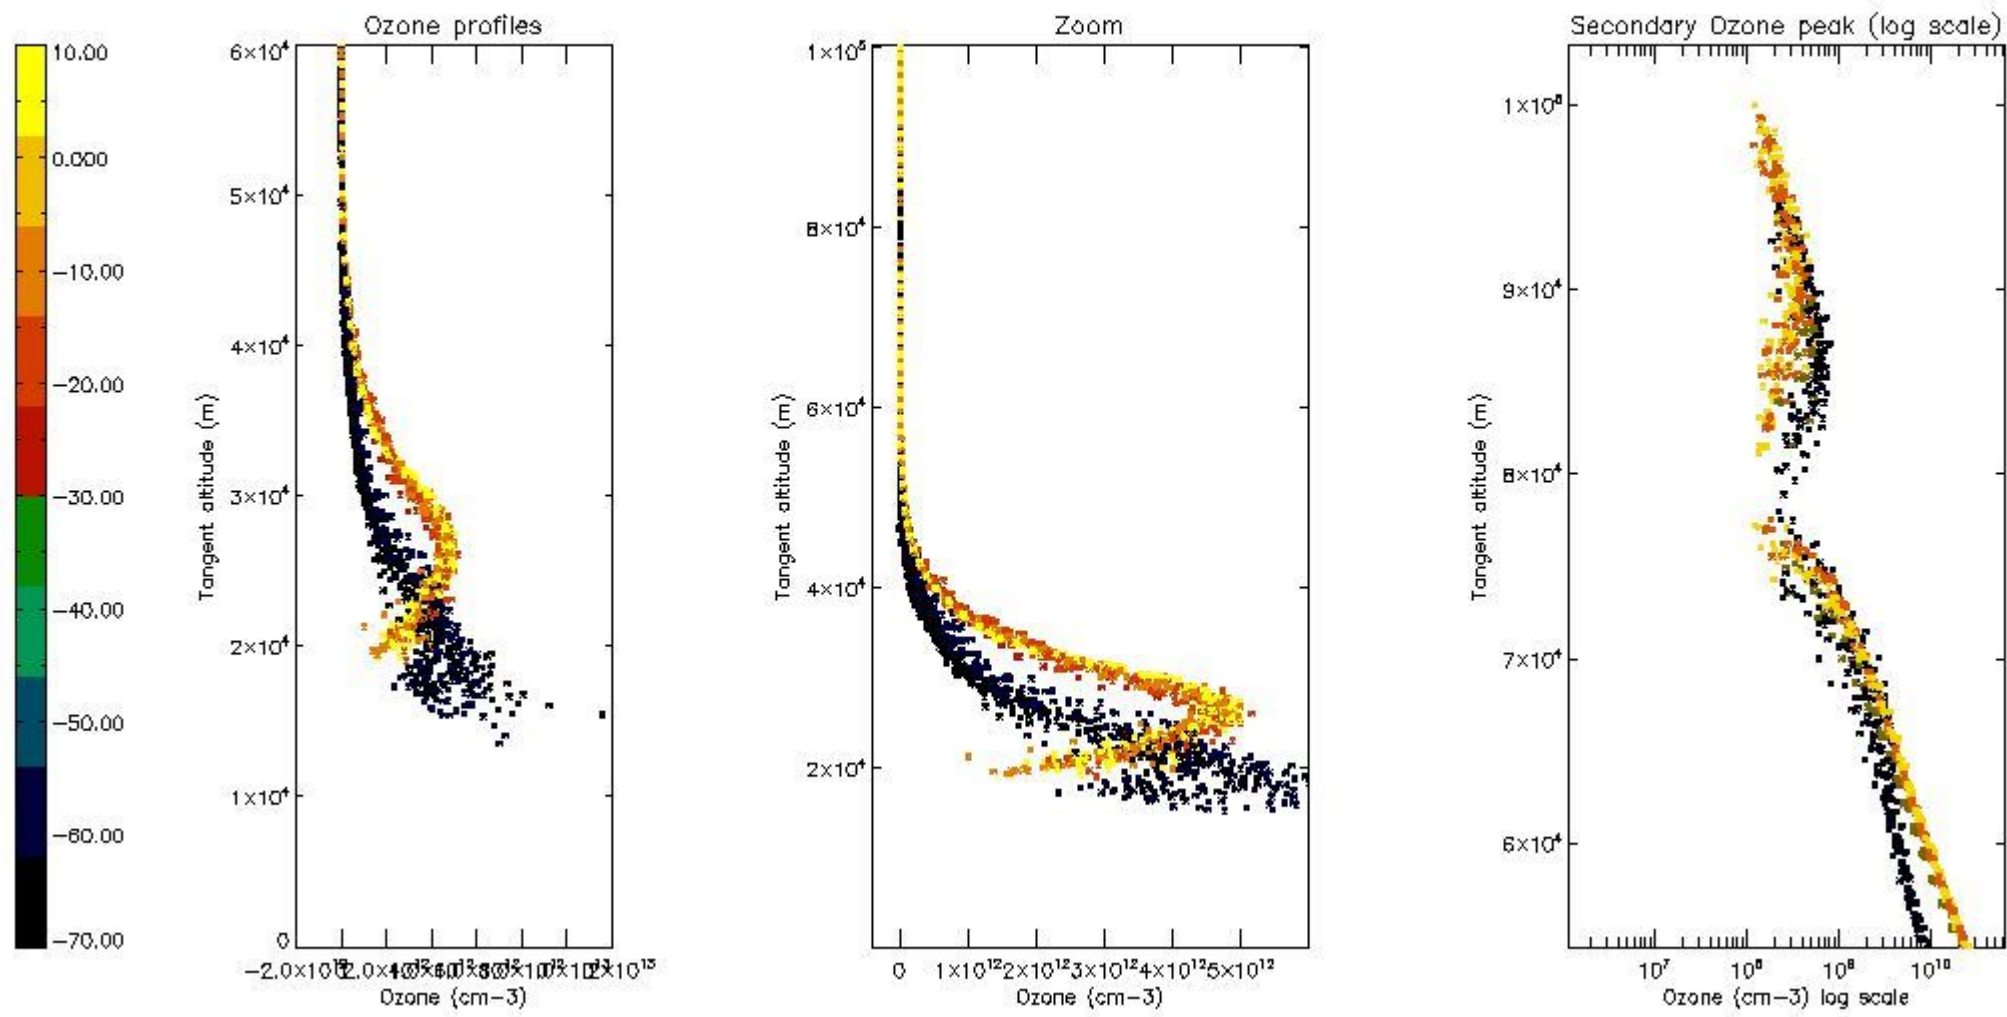 Ozone profiles
Zoom
Secondary Ozone peak (log scale)
10.00
0.000
−10.00
−20.00
−30.00
−40.00
−50.00
−60.00
−70.00
Tangent altitude (m)
6×10⁴
5×10⁴
4×10⁴
3×10⁴
2×10⁴
1×10⁴
0
Ozone (cm−3)
Tangent altitude (m)
1×10⁵
8×10⁴
6×10⁴
4×10⁴
2×10⁴
0 1×10¹² 2×10¹² 3×10¹² 4×10¹² 5×10¹²
Ozone (cm−3)
Tangent altitude (m)
9×10⁴
8×10⁴
7×10⁴
6×10⁴
10⁷ 10⁸ 10⁹ 10¹⁰
Ozone (cm−3) log scale